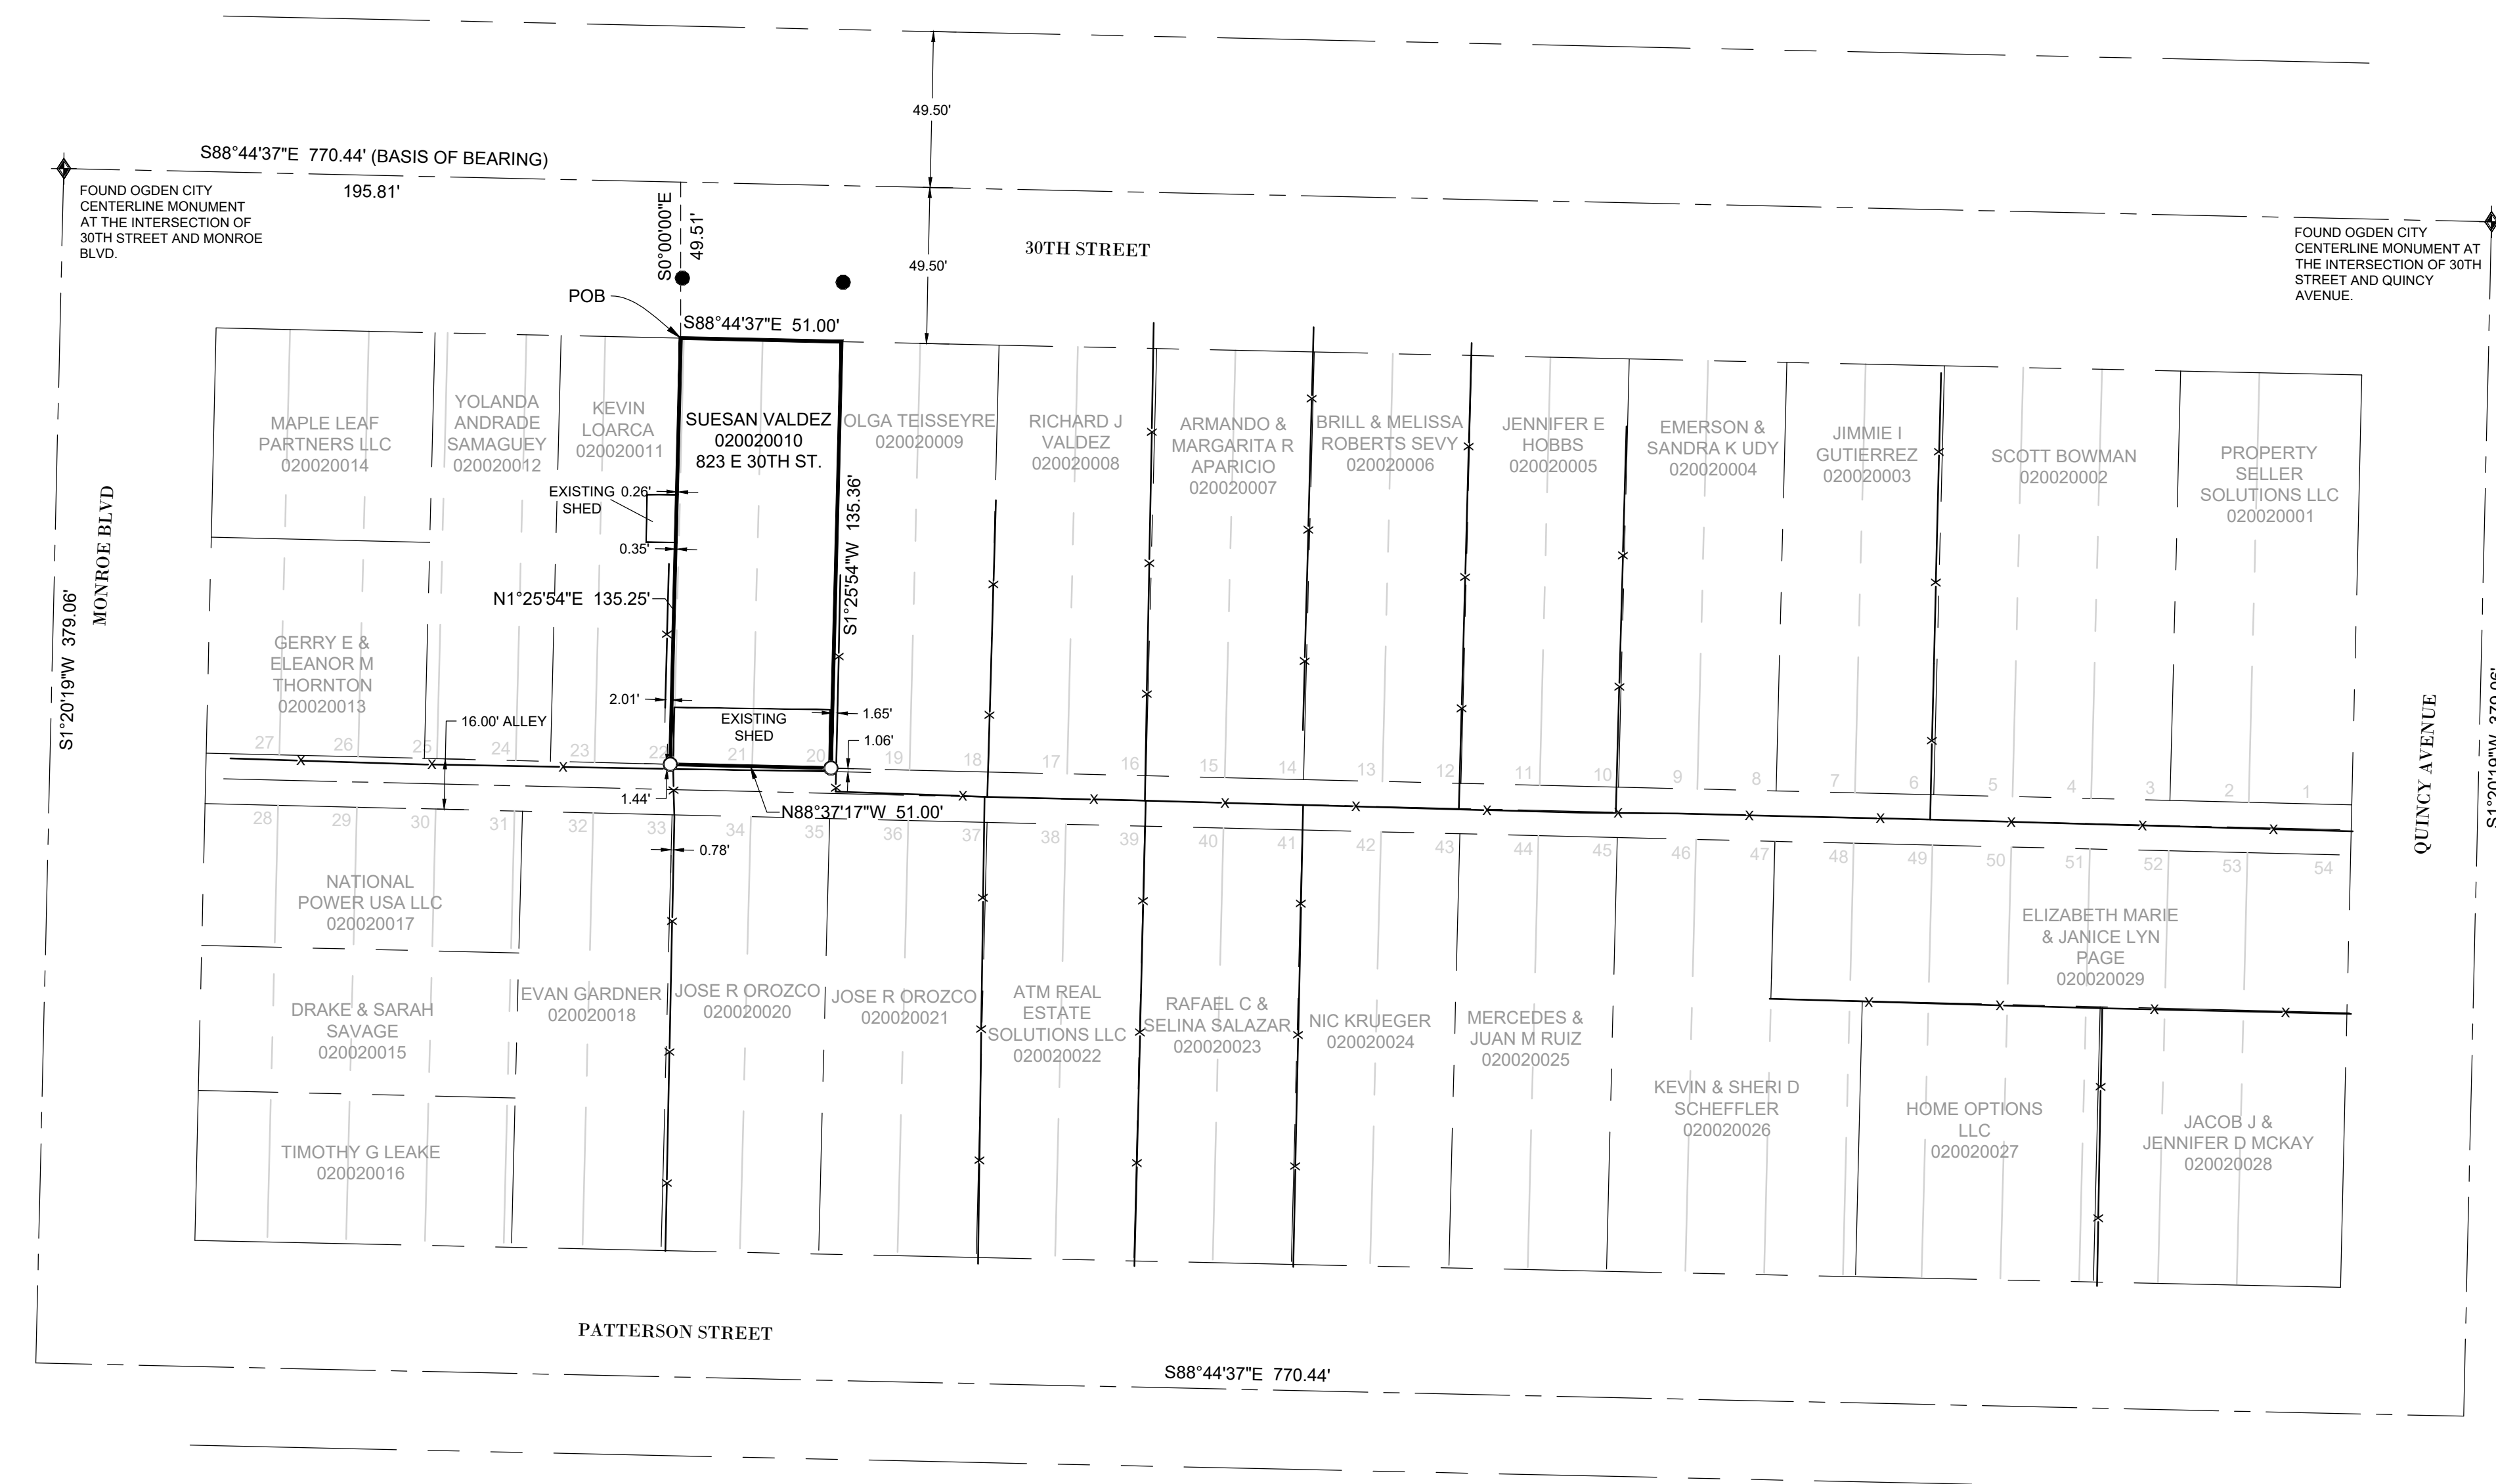 49.50'
S88°44'37"E 770.44' (BASIS OF BEARING)
195.81'
FOUND OGDEN CITY
CENTERLINE MONUMENT
AT THE INTERSECTION OF
30TH STREET AND MONROE
BLVD.
S0°00'00"E
49.51'
49.50'
30TH STREET
FOUND OGDEN CITY
CENTERLINE MONUMENT AT
THE INTERSECTION OF 30TH
STREET AND QUINCY
AVENUE.
POB
S88°44'37"E 51.00'
MAPLE LEAF
PARTNERS LLC
020020014
YOLANDA
ANDRADE
SAMAGUEY
020020012
KEVIN
LOARCA
020020011
SUESAN VALDEZ
020020010
823 E 30TH ST.
OLGA TEISSEYRE
020020009
RICHARD J
VALDEZ
020020008
ARMANDO &
MARGARITA R
APARICIO
020020007
BRILL & MELISSA
ROBERTS SEVY
020020006
JENNIFER E
HOBBS
020020005
EMERSON &
SANDRA K UDY
020020004
JIMMIE I
GUTIERREZ
020020003
SCOTT BOWMAN
020020002
PROPERTY
SELLER
SOLUTIONS LLC
020020001
EXISTING
SHED
0.26'
0.35'
MONROE BLVD
S1°20'19"W 379.06'
N1°25'54"E 135.25'
S1°25'54"W 135.36'
GERRY E &
ELEANOR M
THORNTON
020020013
16.00' ALLEY
2.01'
EXISTING
SHED
1.65'
1.06'
QUINCY AVENUE
S1°20'19"W 379.06'
27
26
25
24
23
22
21
20
19
18
17
16
15
14
13
12
11
10
9
8
7
6
5
4
3
2
1
1.44'
N88°37'17"W 51.00'
0.78'
28
29
30
31
32
33
34
35
36
37
38
39
40
41
42
43
44
45
46
47
48
49
50
51
52
53
54
NATIONAL
POWER USA LLC
020020017
ELIZABETH MARIE
& JANICE LYN
PAGE
020020029
DRAKE & SARAH
SAVAGE
020020015
EVAN GARDNER
020020018
JOSE R OROZCO
020020020
JOSE R OROZCO
020020021
ATM REAL
ESTATE
SOLUTIONS LLC
020020022
RAFAEL C &
SELINA SALAZAR
020020023
NIC KRUEGER
020020024
MERCEDES &
JUAN M RUIZ
020020025
KEVIN & SHERI D
SCHEFFLER
020020026
HOME OPTIONS
LLC
020020027
JACOB J &
JENNIFER D MCKAY
020020028
TIMOTHY G LEAKE
020020016
PATTERSON STREET
S88°44'37"E 770.44'